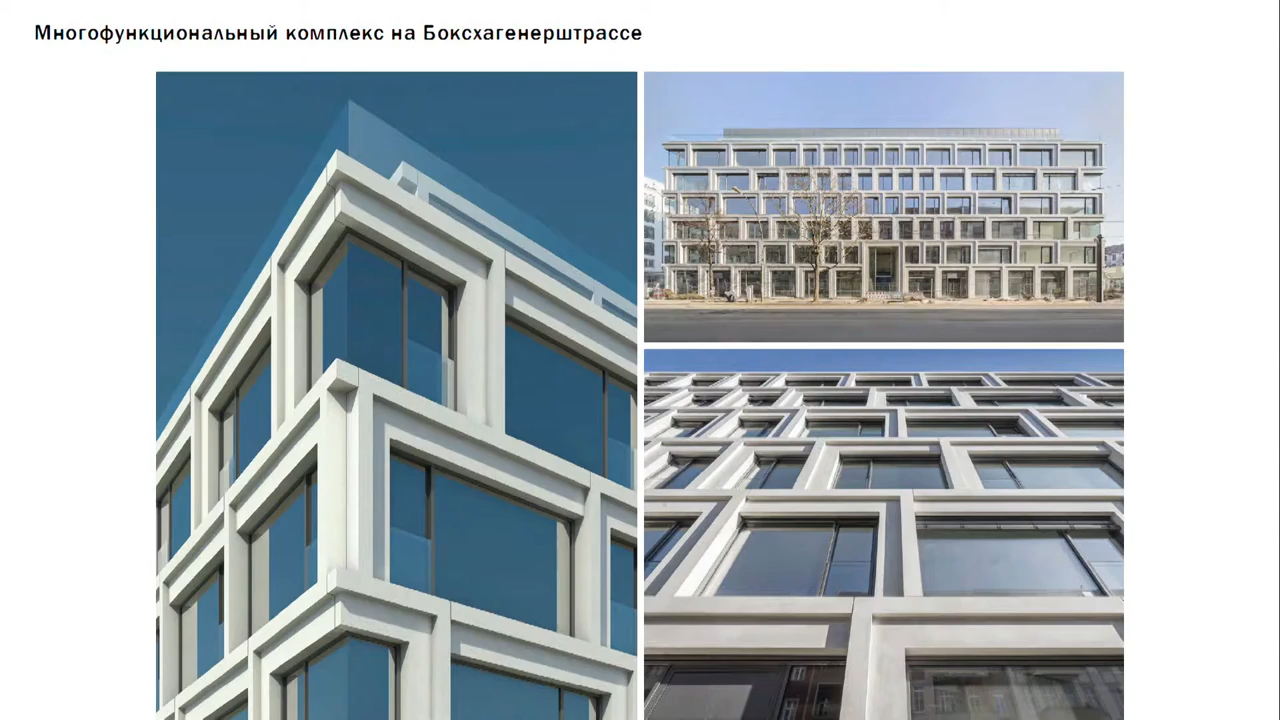 Многофункциональный комплекс на Боксхагенерштрассе